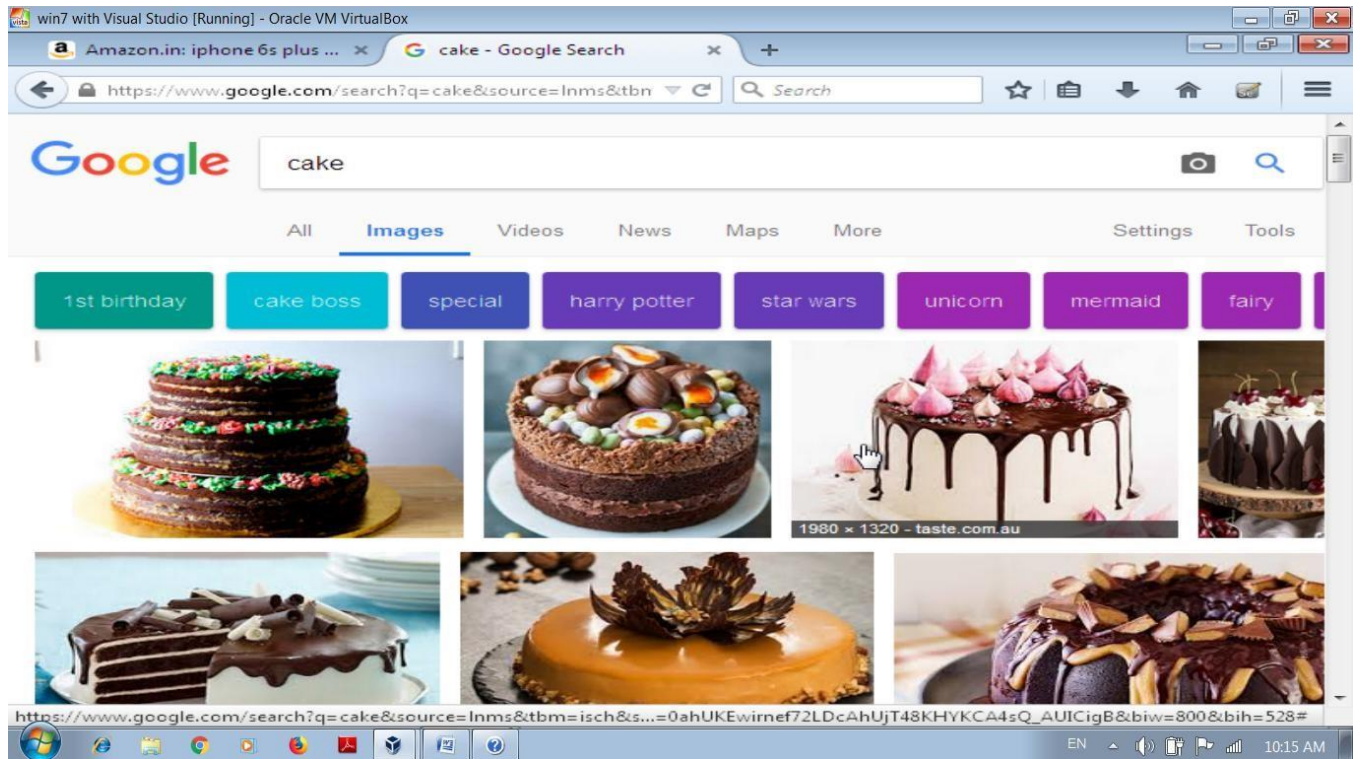 win7 with Visual Studio [Running] - Oracle VM VirtualBox
Amazon.in: iphone 6s plus ...
cake - Google Search
https://www.google.com/search?q=cake&source=lnms&tbn
Search
Google
cake
All Images Videos News Maps More Settings Tools
1st birthday cake boss special harry potter star wars unicorn mermaid fairy
1980 × 1320 - taste.com.au
https://www.google.com/search?q=cake&source=lnms&tbm=isch&s...=0ahUKEwirnef72LDcAhUjT48KHYKCA4sQ_AUICigB&biw=800&bih=528#
EN 10:15 AM